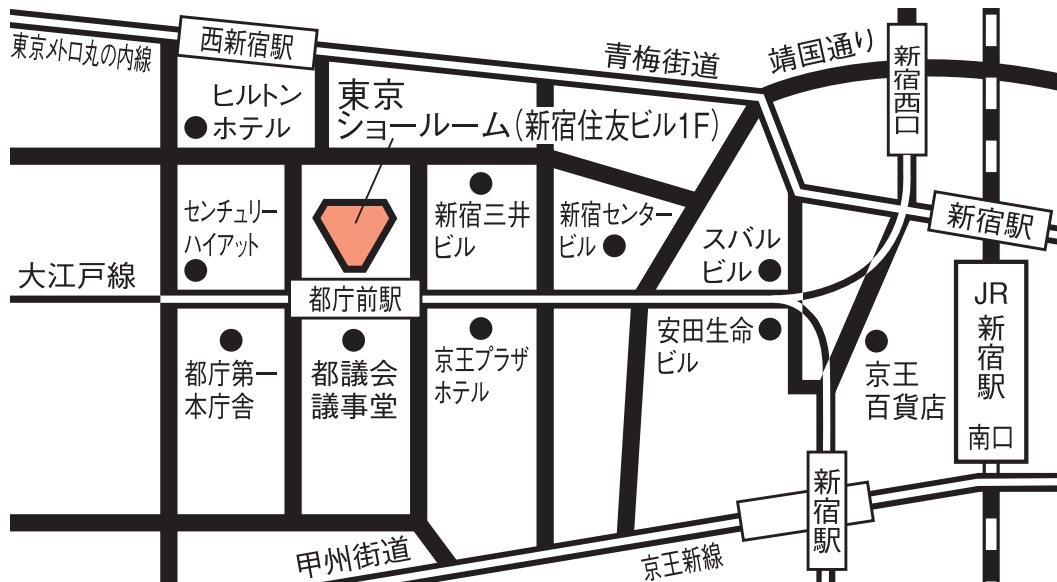 東京メトロ丸の内線
西新宿駅
青梅街道
靖国通り
新宿西口
ヒルトン
ホテル
東京
ショールーム(新宿住友ビル1F)
センチュリー
ハイアット
新宿三井
ビル
新宿センター
ビル
スバル
ビル
新宿駅
大江戸線
都庁前駅
JR
新宿駅
南口
都庁第一
本庁舎
都議会
議事堂
京王プラザ
ホテル
安田生命
ビル
京王
百貨店
新宿駅
甲州街道
京王新線